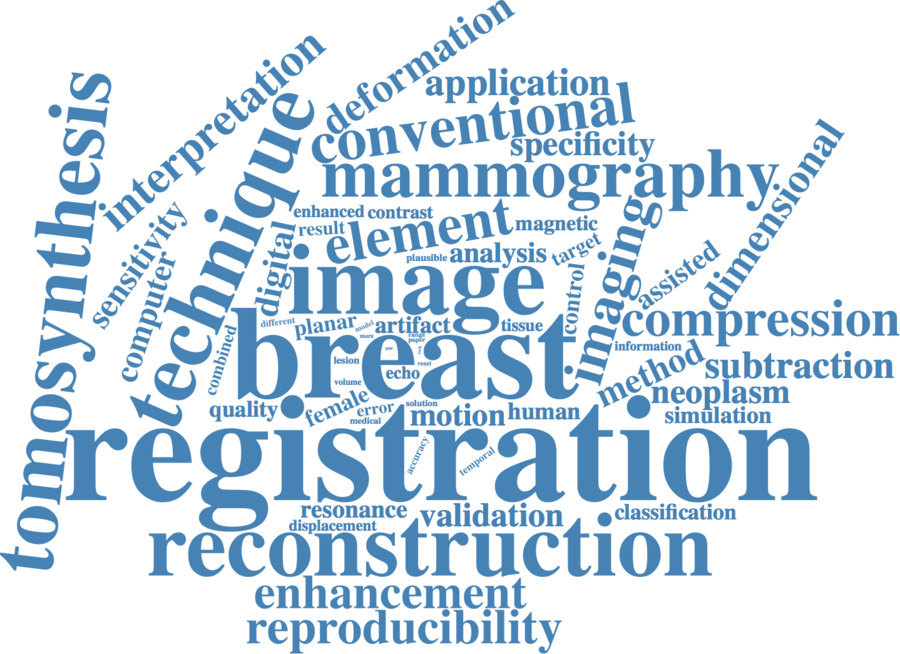 deformation
interpretation
application
conventional
specificity
tomosynthesis
technique
mammography
dimensional
sensitivity
enhanced
contrast
result
element
magnetic
imaging
digital
computer
plausible
analysis
target
assisted
image
control
different
planar
model
artifact
range
paper
tissue
compression
combined
breast
information
lesion
voxel
echo
method
subtraction
volume
neoplasm
quality
female
error
solution
medical
motion
human
simulation
registration
accuracy
temporal
resonance
displacement
validation
classification
reconstruction
enhancement
reproducibility